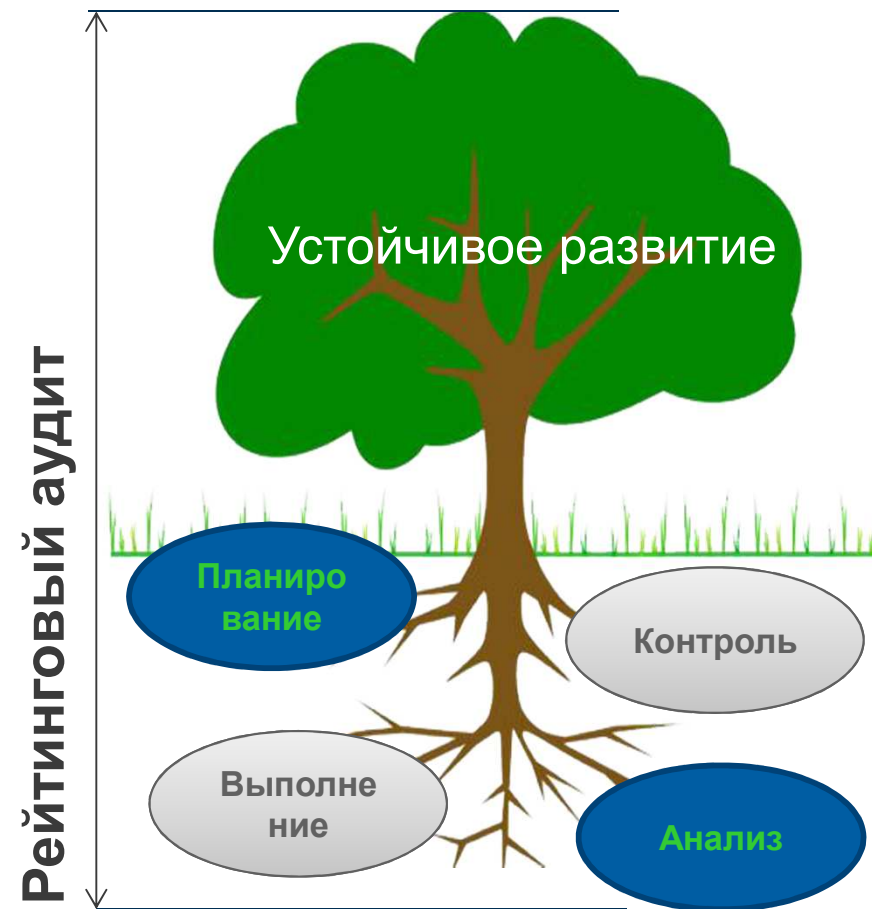 Устойчивое развитие
Рейтинговый аудит
Планиро
вание
Контроль
Выполне
ние
Анализ